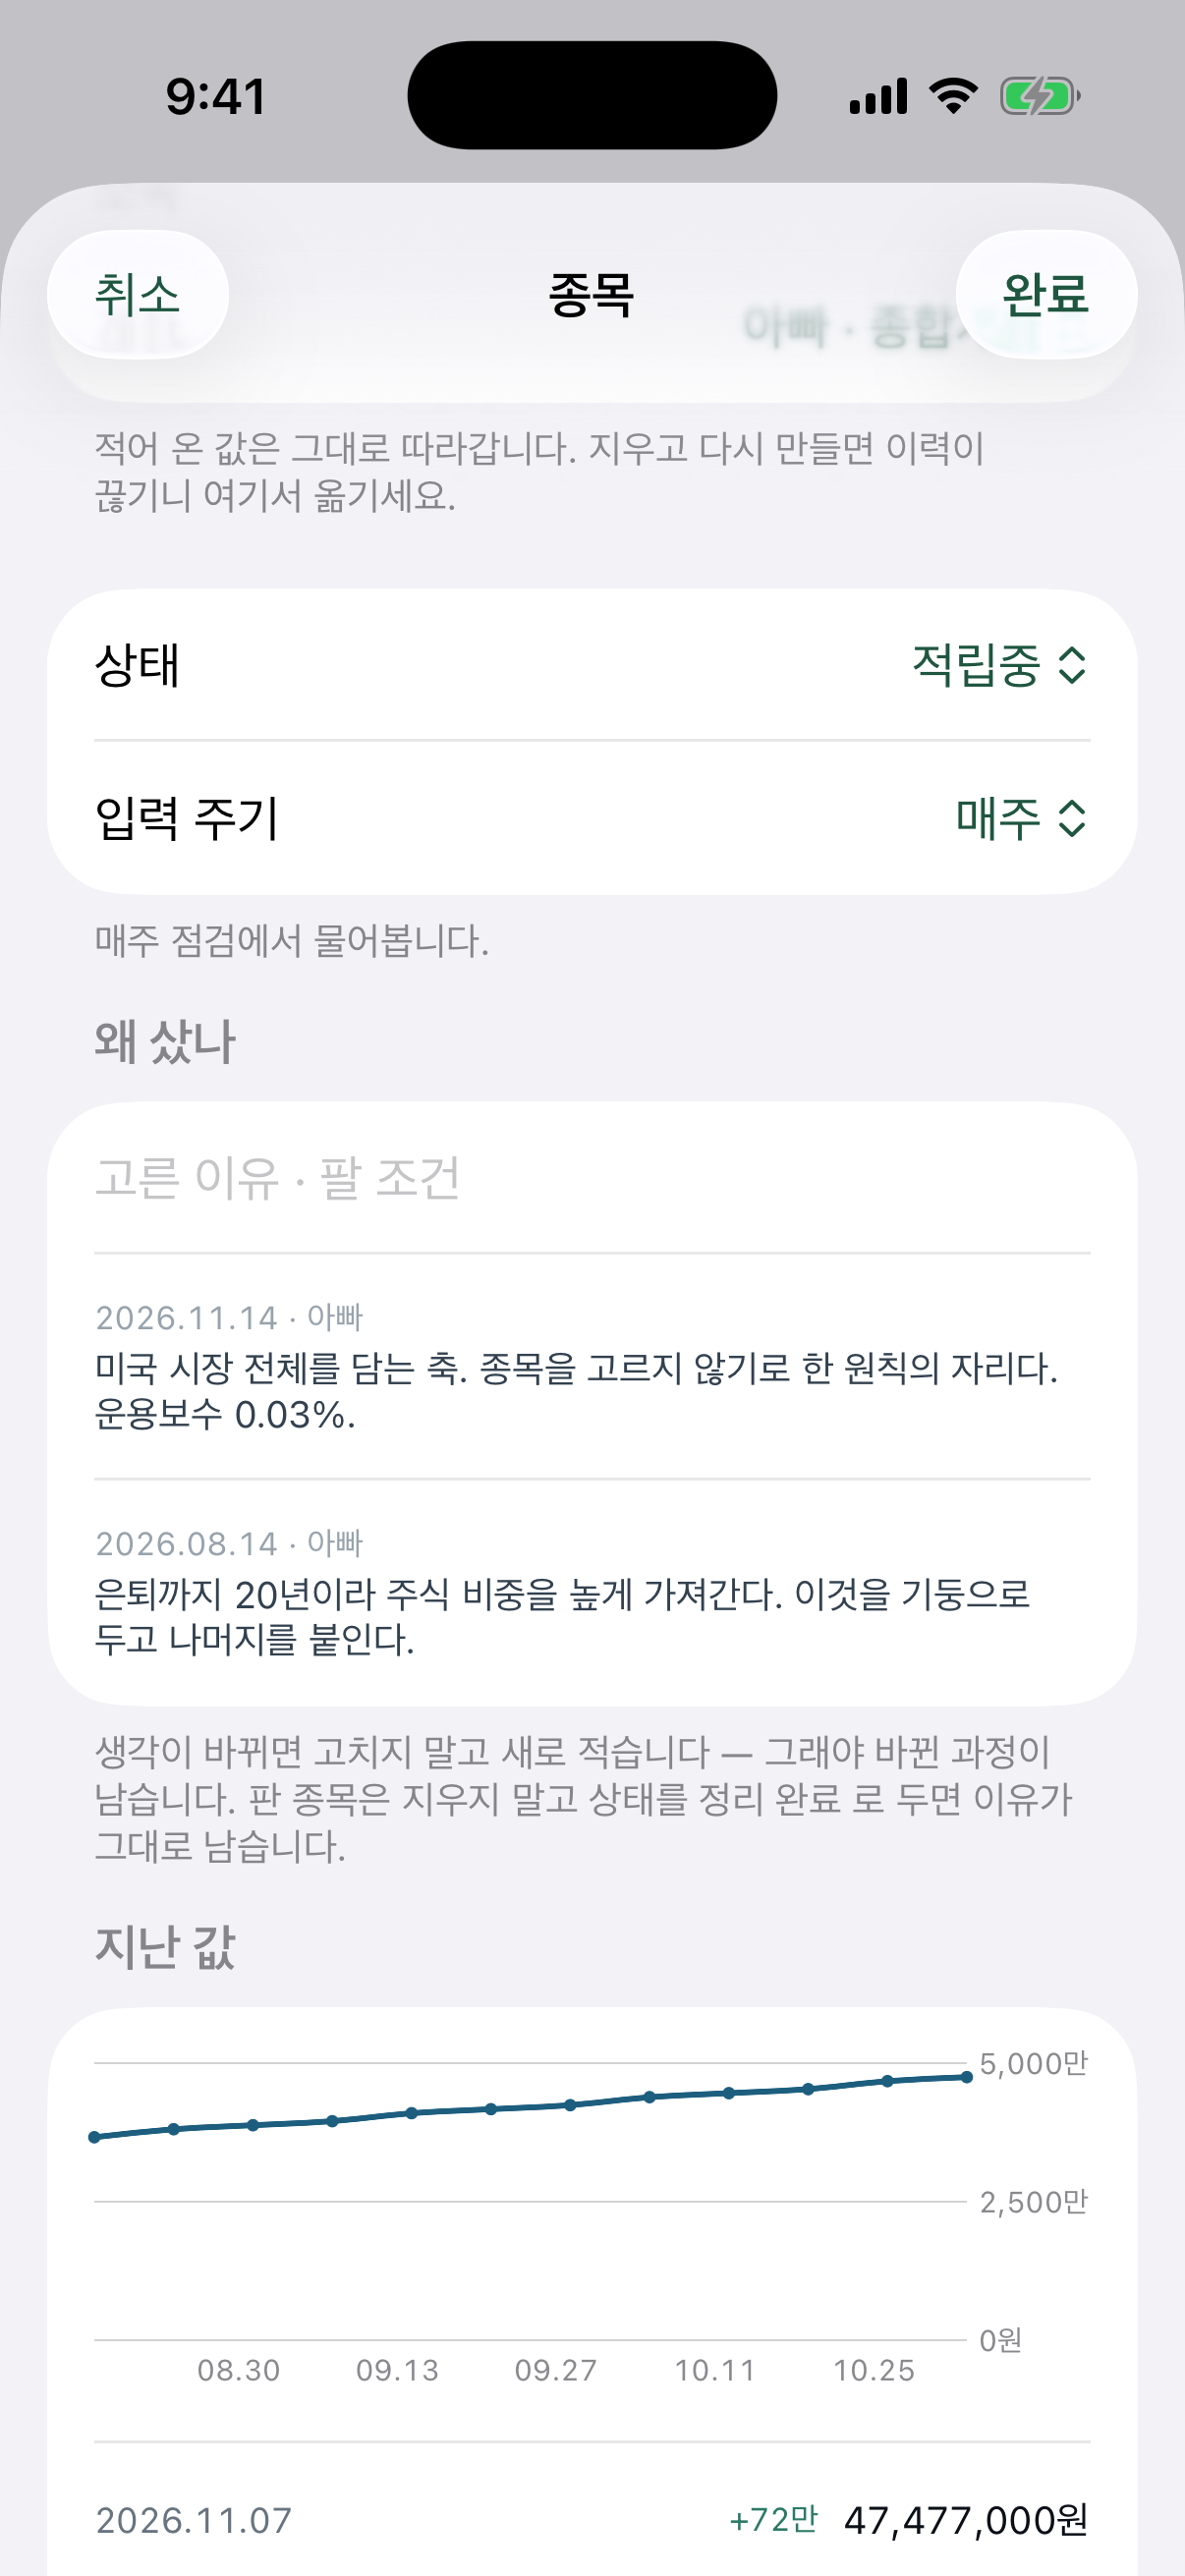 9:41
취소
종목
완료
아빠 · 종합
적어 온 값은 그대로 따라갑니다. 지우고 다시 만들면 이력이
끊기니 여기서 옮기세요.
상태
적립중
입력 주기
매주
매주 점검에서 물어봅니다.
왜 샀나
고른 이유 · 팔 조건
2026.11.14 · 아빠
미국 시장 전체를 담는 축. 종목을 고르지 않기로 한 원칙의 자리다.
운용보수 0.03%.
2026.08.14 · 아빠
은퇴까지 20년이라 주식 비중을 높게 가져간다. 이것을 기둥으로
두고 나머지를 붙인다.
생각이 바뀌면 고치지 말고 새로 적습니다 — 그래야 바뀐 과정이
남습니다. 판 종목은 지우지 말고 상태를 정리 완료 로 두면 이유가
그대로 남습니다.
지난 값
5,000만
2,500만
0원
08.30 09.13 09.27 10.11 10.25
2026.11.07 +72만 47,477,000원